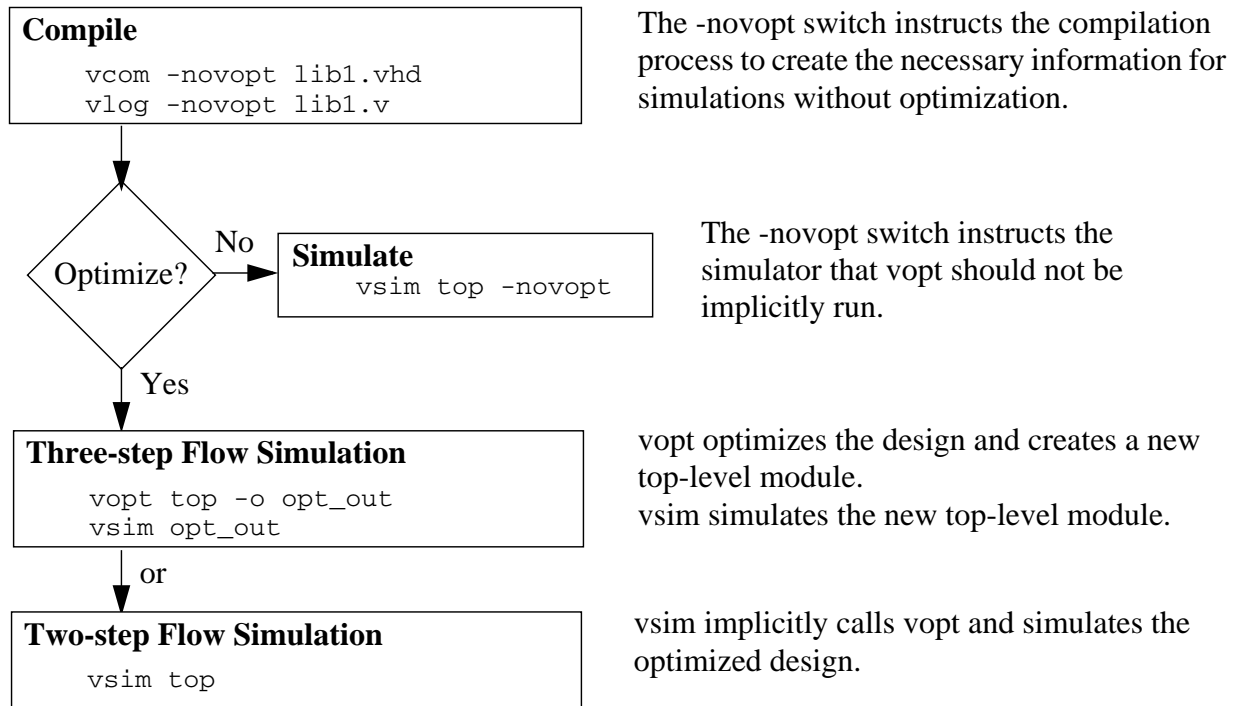 Compile
vcom -novopt lib1.vhd
vlog -novopt lib1.v
The -novopt switch instructs the compilation
process to create the necessary information for
simulations without optimization.
Optimize?
No
Simulate
vsim top -novopt
The -novopt switch instructs the
simulator that vopt should not be
implicitly run.
Yes
Three-step Flow Simulation
vopt top -o opt_out
vsim opt_out
vopt optimizes the design and creates a new
top-level module.
vsim simulates the new top-level module.
or
Two-step Flow Simulation
vsim top
vsim implicitly calls vopt and simulates the
optimized design.